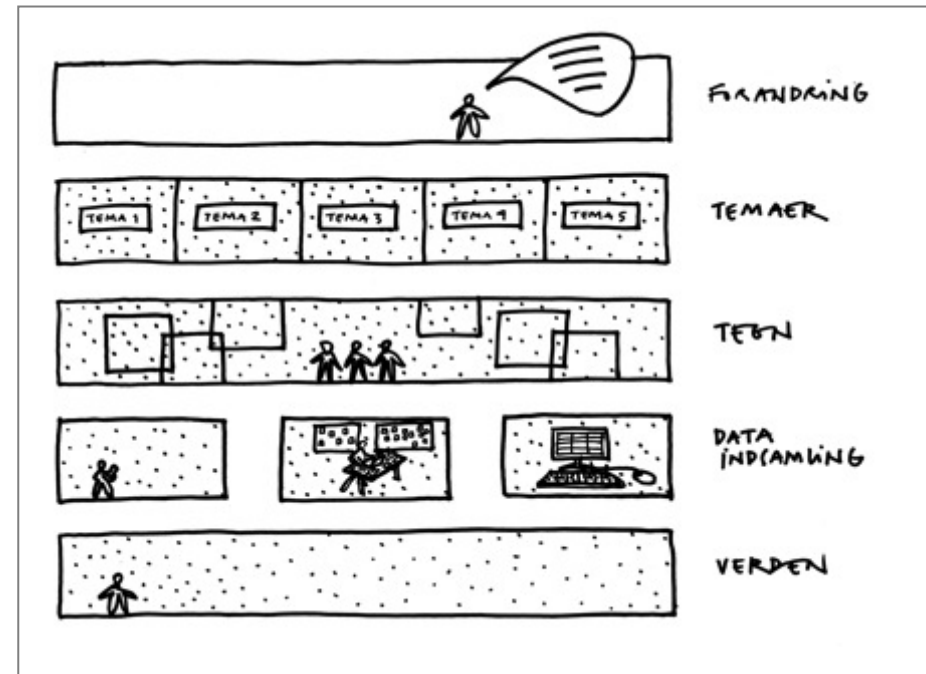 FORANDRING
TEMA 1 TEMA 2 TEMA 3 TEMA 4 TEMA 5
TEMAER
TEGN
DATA
INDSAMLING
VERDEN